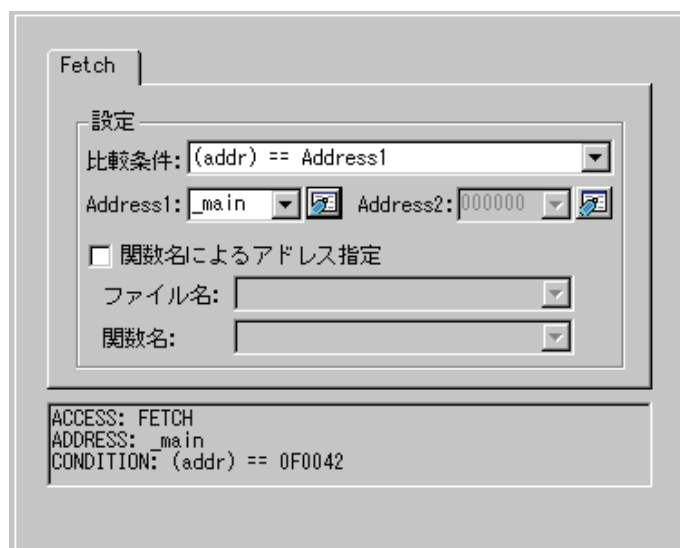 Fetch
設定
比較条件: (addr) == Address1
Address1: _main Address2: 000000
関数名によるアドレス指定
ファイル名:
関数名:
ACCESS: FETCH
ADDRESS: _main
CONDITION: (addr) == 0F0042